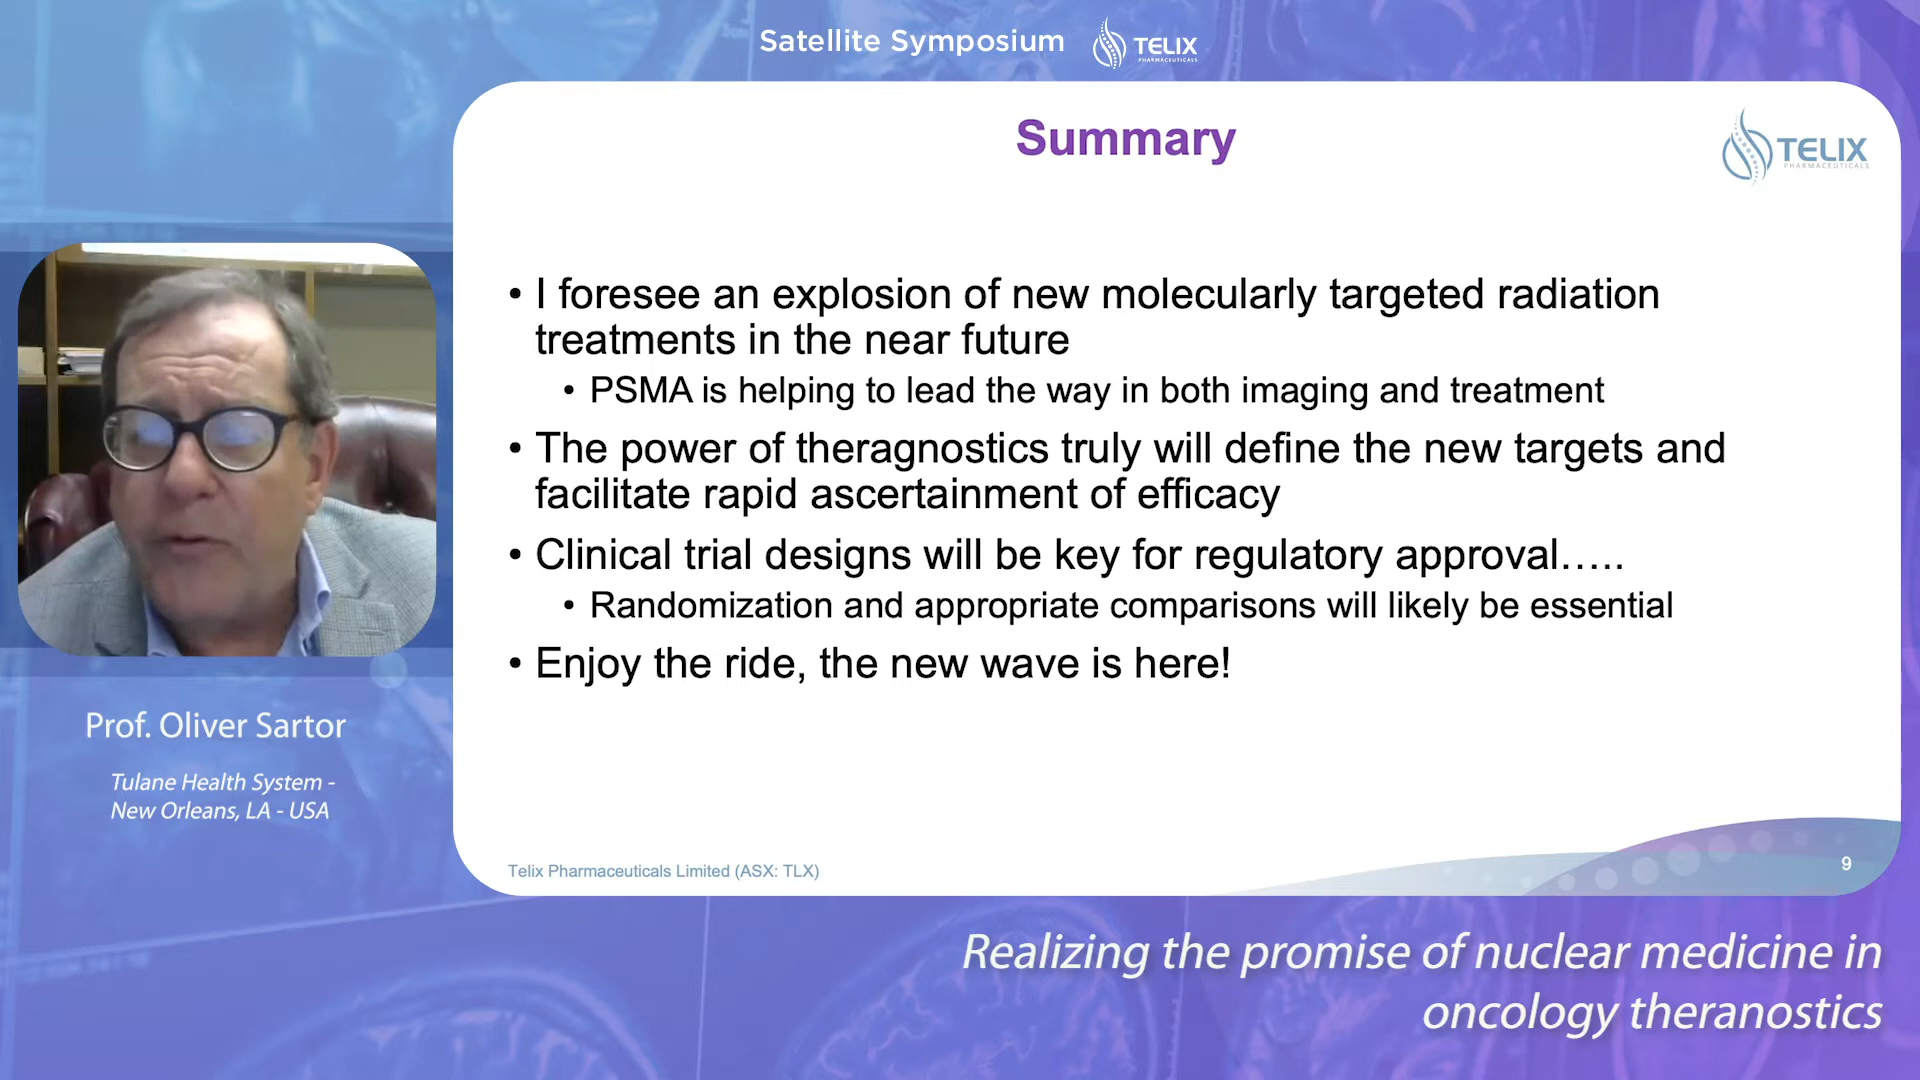 Satellite Symposium
TELIX
PHARMACEUTICALS
Summary
TELIX
PHARMACEUTICALS
• I foresee an explosion of new molecularly targeted radiation
treatments in the near future
• PSMA is helping to lead the way in both imaging and treatment
• The power of theragnostics truly will define the new targets and
facilitate rapid ascertainment of efficacy
• Clinical trial designs will be key for regulatory approval…..
• Randomization and appropriate comparisons will likely be essential
• Enjoy the ride, the new wave is here!
Prof. Oliver Sartor
Tulane Health System -
New Orleans, LA - USA
Telix Pharmaceuticals Limited (ASX: TLX)
9
Realizing the promise of nuclear medicine in
oncology theranostics